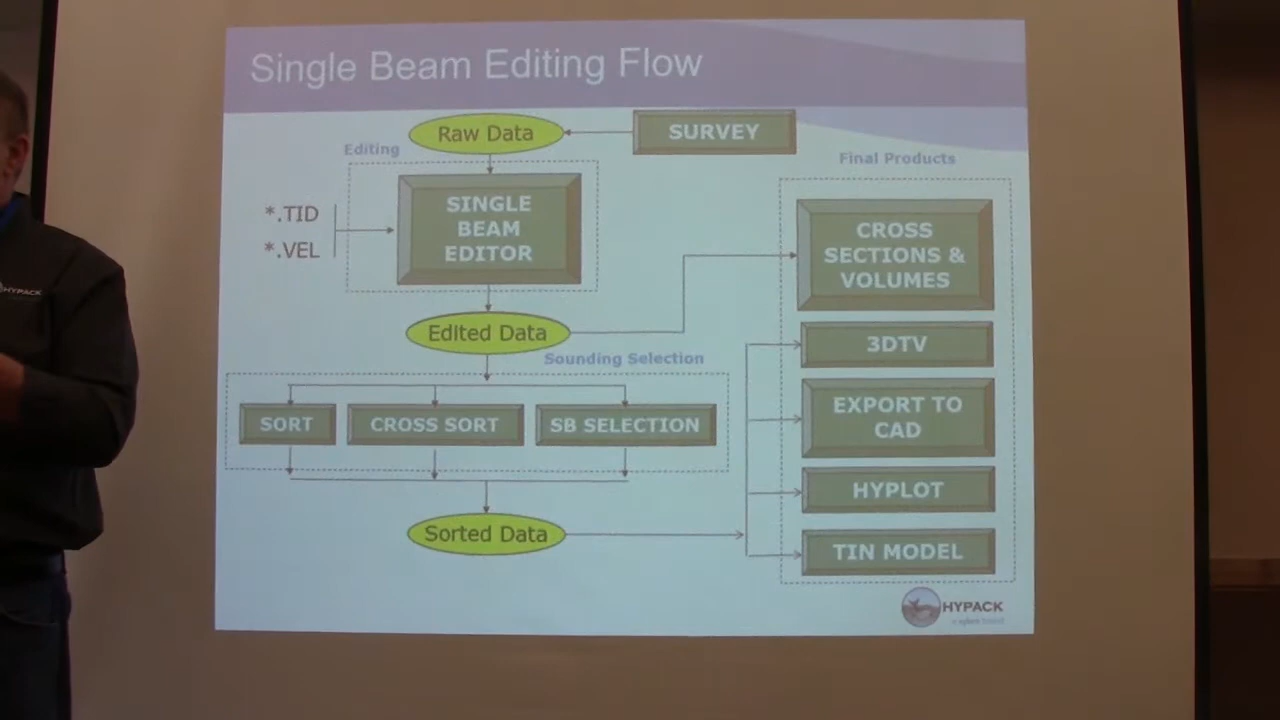 Single Beam Editing Flow
Raw Data
SURVEY
Editing
Final Products
*.TID
*.VEL
SINGLE
BEAM
EDITOR
CROSS
SECTIONS &
VOLUMES
Edited Data
3DTV
Sounding Selection
SORT
CROSS SORT
SB SELECTION
EXPORT TO
CAD
HYPLOT
Sorted Data
TIN MODEL
HYPACK
a xylem brand
HYPACK